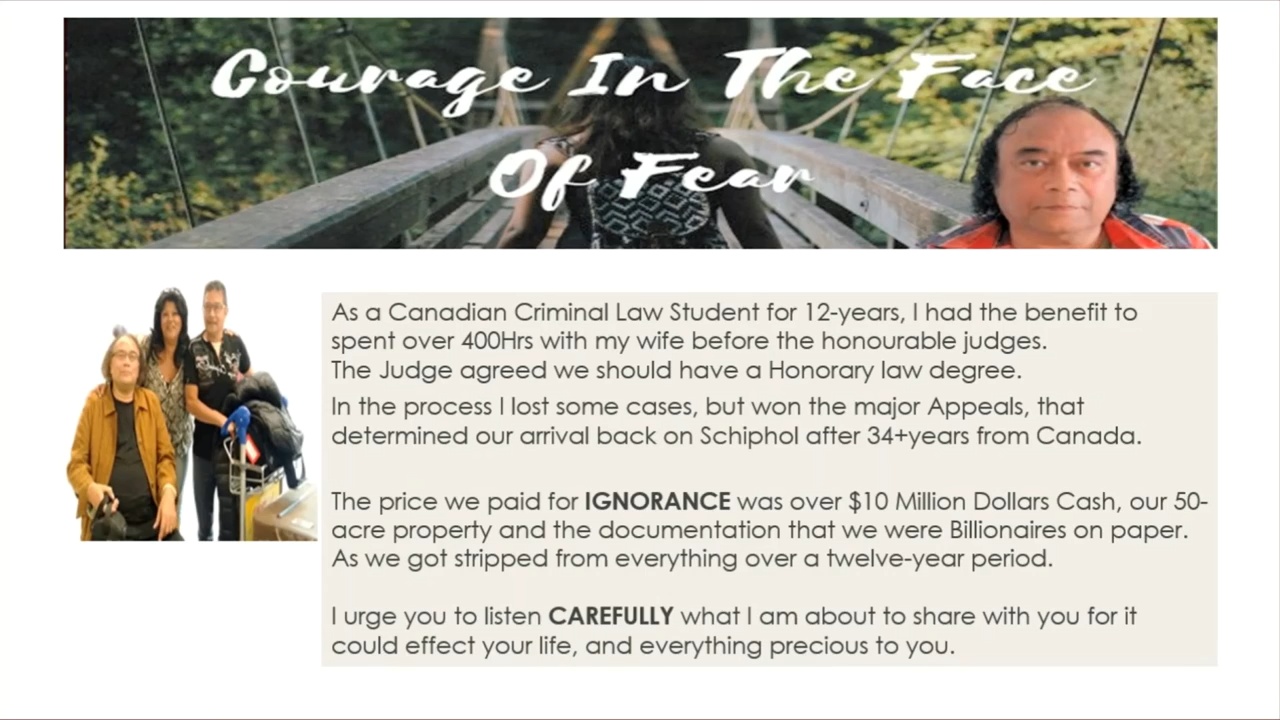 Courage In The Face
Of Fear
As a Canadian Criminal Law Student for 12-years, I had the benefit to
spent over 400Hrs with my wife before the honourable judges.
The Judge agreed we should have a Honorary law degree.
In the process I lost some cases, but won the major Appeals, that
determined our arrival back on Schiphol after 34+years from Canada.
The price we paid for IGNORANCE was over $10 Million Dollars Cash, our 50-
acre property and the documentation that we were Billionaires on paper.
As we got stripped from everything over a twelve-year period.
I urge you to listen CAREFULLY what I am about to share with you for it
could effect your life, and everything precious to you.